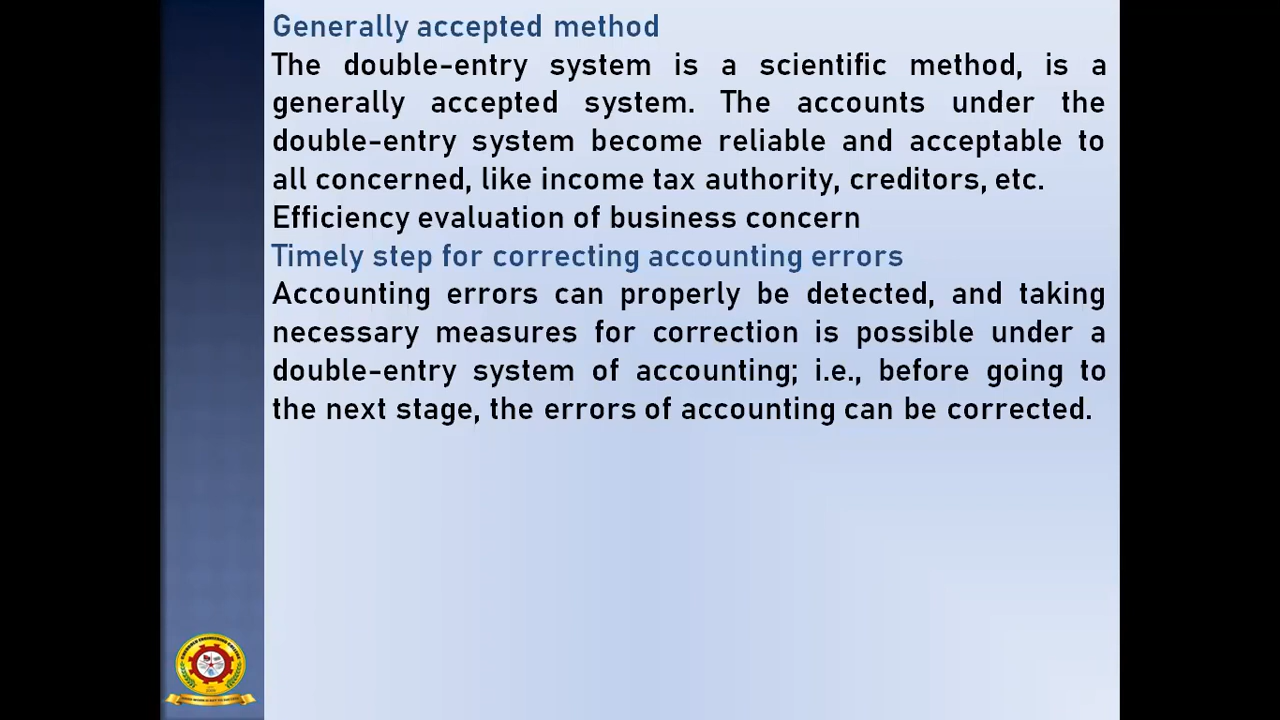 Generally accepted method
The double-entry system is a scientific method, is a
generally accepted system. The accounts under the
double-entry system become reliable and acceptable to
all concerned, like income tax authority, creditors, etc.
Efficiency evaluation of business concern
Timely step for correcting accounting errors
Accounting errors can properly be detected, and taking
necessary measures for correction is possible under a
double-entry system of accounting; i.e., before going to
the next stage, the errors of accounting can be corrected.